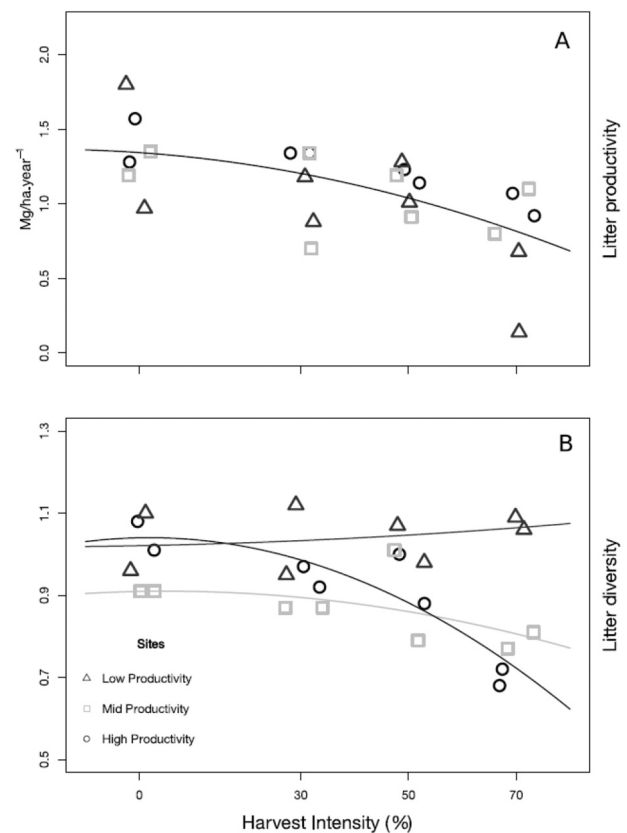 A
2.0
1.5
1.0
0.5
0.0
Mg/ha.year⁻¹
Litter productivity
B
1.3
1.1
0.9
0.7
0.5
Litter diversity
Sites
Low Productivity
Mid Productivity
High Productivity
0 30 50 70
Harvest Intensity (%)